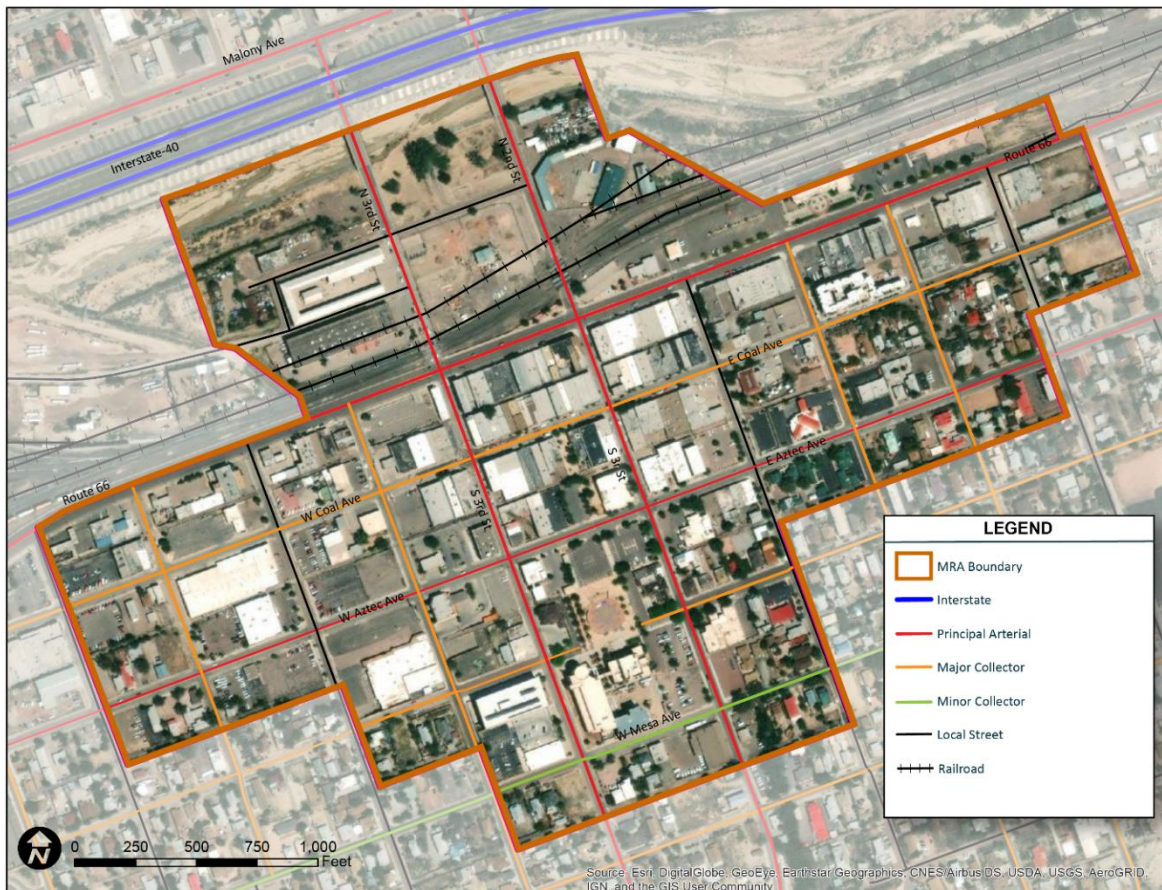 Malony Ave
Interstate-40
N 3rd St
N 2nd St
Route 66
E Coal Ave
S 3r St
E Aztec Ave
S 3rd St
W Coal Ave
Route 66
W Aztec Ave
W Mesa Ave
LEGEND
MRA Boundary
Interstate
Principal Arterial
Major Collector
Minor Collector
Local Street
Railroad
N
0 250 500 750 1,000
Feet
Source: Esri, DigitalGlobe, GeoEye, Earthstar Geographics, CNES/Airbus DS, USDA, USGS, AeroGRID,
IGN, and the GIS User Community